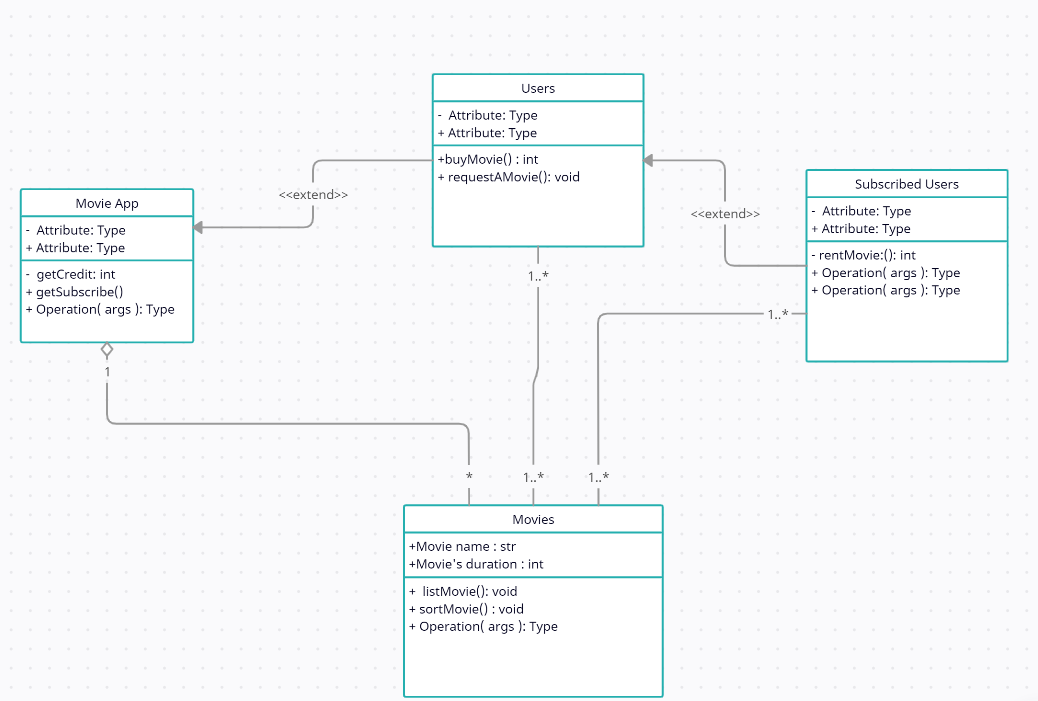 Users
-  Attribute: Type
+ Attribute: Type
+buyMovie() : int
+ requestAMovie(): void
<<extend>>
Movie App
-  Attribute: Type
+ Attribute: Type
-  getCredit: int
+ getSubscribe()
+ Operation( args ): Type
<<extend>>
Subscribed Users
-  Attribute: Type
+ Attribute: Type
- rentMovie:(): int
+ Operation( args ): Type
+ Operation( args ): Type
1..*
1..*
1
*
1..*
1..*
Movies
+Movie name : str
+Movie's duration : int
+  listMovie(): void
+ sortMovie() : void
+ Operation( args ): Type